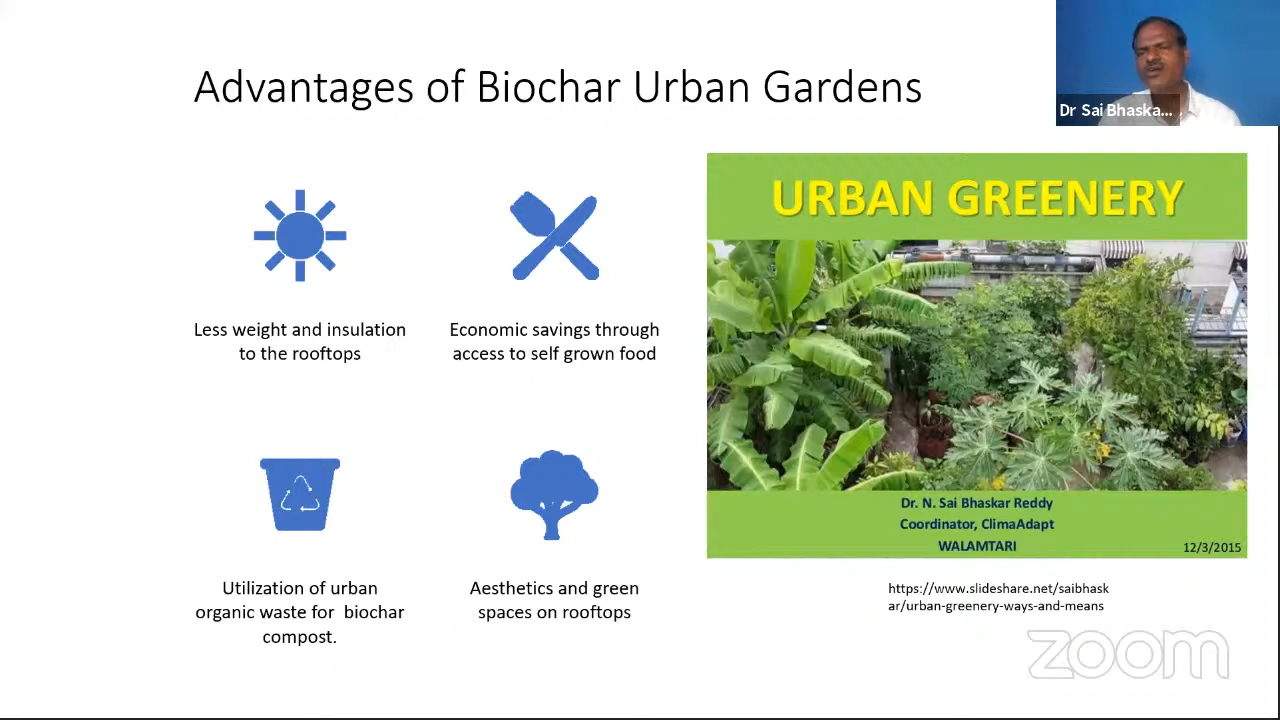 Advantages of Biochar Urban Gardens
Dr Sai Bhaska...
Less weight and insulation
to the rooftops
Economic savings through
access to self grown food
Utilization of urban
organic waste for  biochar
compost.
Aesthetics and green
spaces on rooftops
URBAN GREENERY
Dr. N. Sai Bhaskar Reddy
Coordinator, ClimaAdapt
WALAMTARI
12/3/2015
https://www.slideshare.net/saibhask
ar/urban-greenery-ways-and-means
zoom